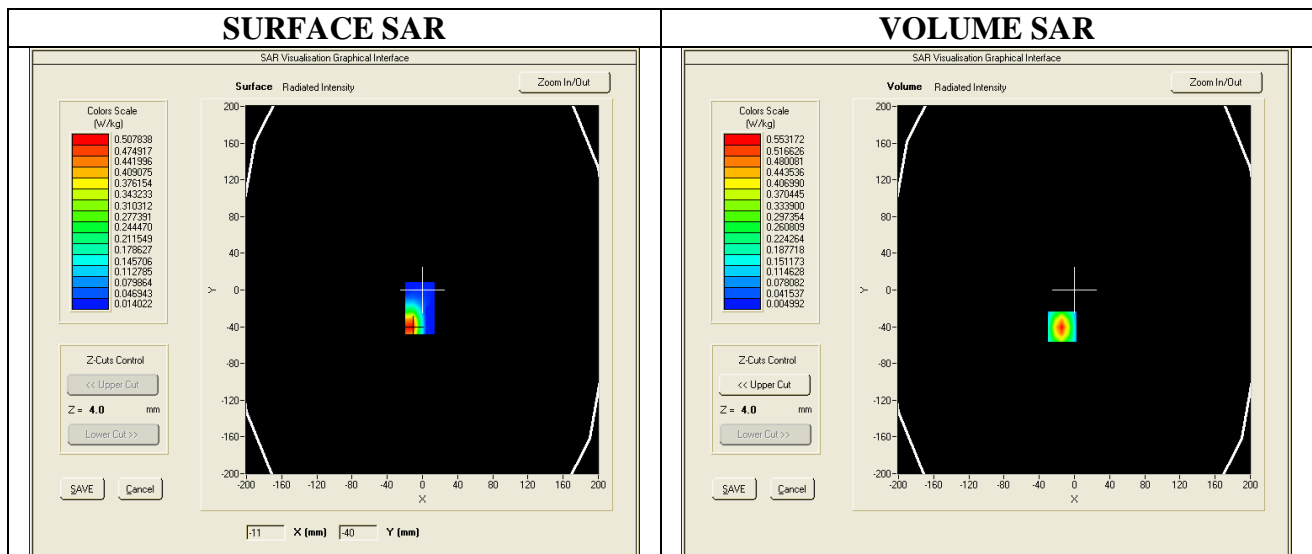 SURFACE SAR
SAR Visualisation Graphical Interface
Surface Radiated Intensity
Zoom In/Out
Colors Scale
(W/kg)
0.507838
0.474917
0.441996
0.409075
0.376154
0.343233
0.310312
0.277391
0.244470
0.211549
0.178627
0.145706
0.112785
0.079864
0.046943
0.014022
200
160
120
80
40
0
-40
-80
-120
-160
-200
Y
-200 -160 -120 -80 -40 0 40 80 120 160 200
X
Z-Cuts Control
<< Upper Cut
Z = 4.0 mm
Lower Cut >>
SAVE Cancel
-11 X (mm) -40 Y (mm)
VOLUME SAR
SAR Visualisation Graphical Interface
Volume Radiated Intensity
Zoom In/Out
Colors Scale
(W/kg)
0.553172
0.516626
0.480081
0.443536
0.406990
0.370445
0.333900
0.297354
0.260809
0.224264
0.187718
0.151173
0.114628
0.078082
0.041537
0.004992
200
160
120
80
40
0
-40
-80
-120
-160
-200
Y
-200 -160 -120 -80 -40 0 40 80 120 160 200
X
Z-Cuts Control
<< Upper Cut
Z = 4.0 mm
Lower Cut >>
SAVE Cancel